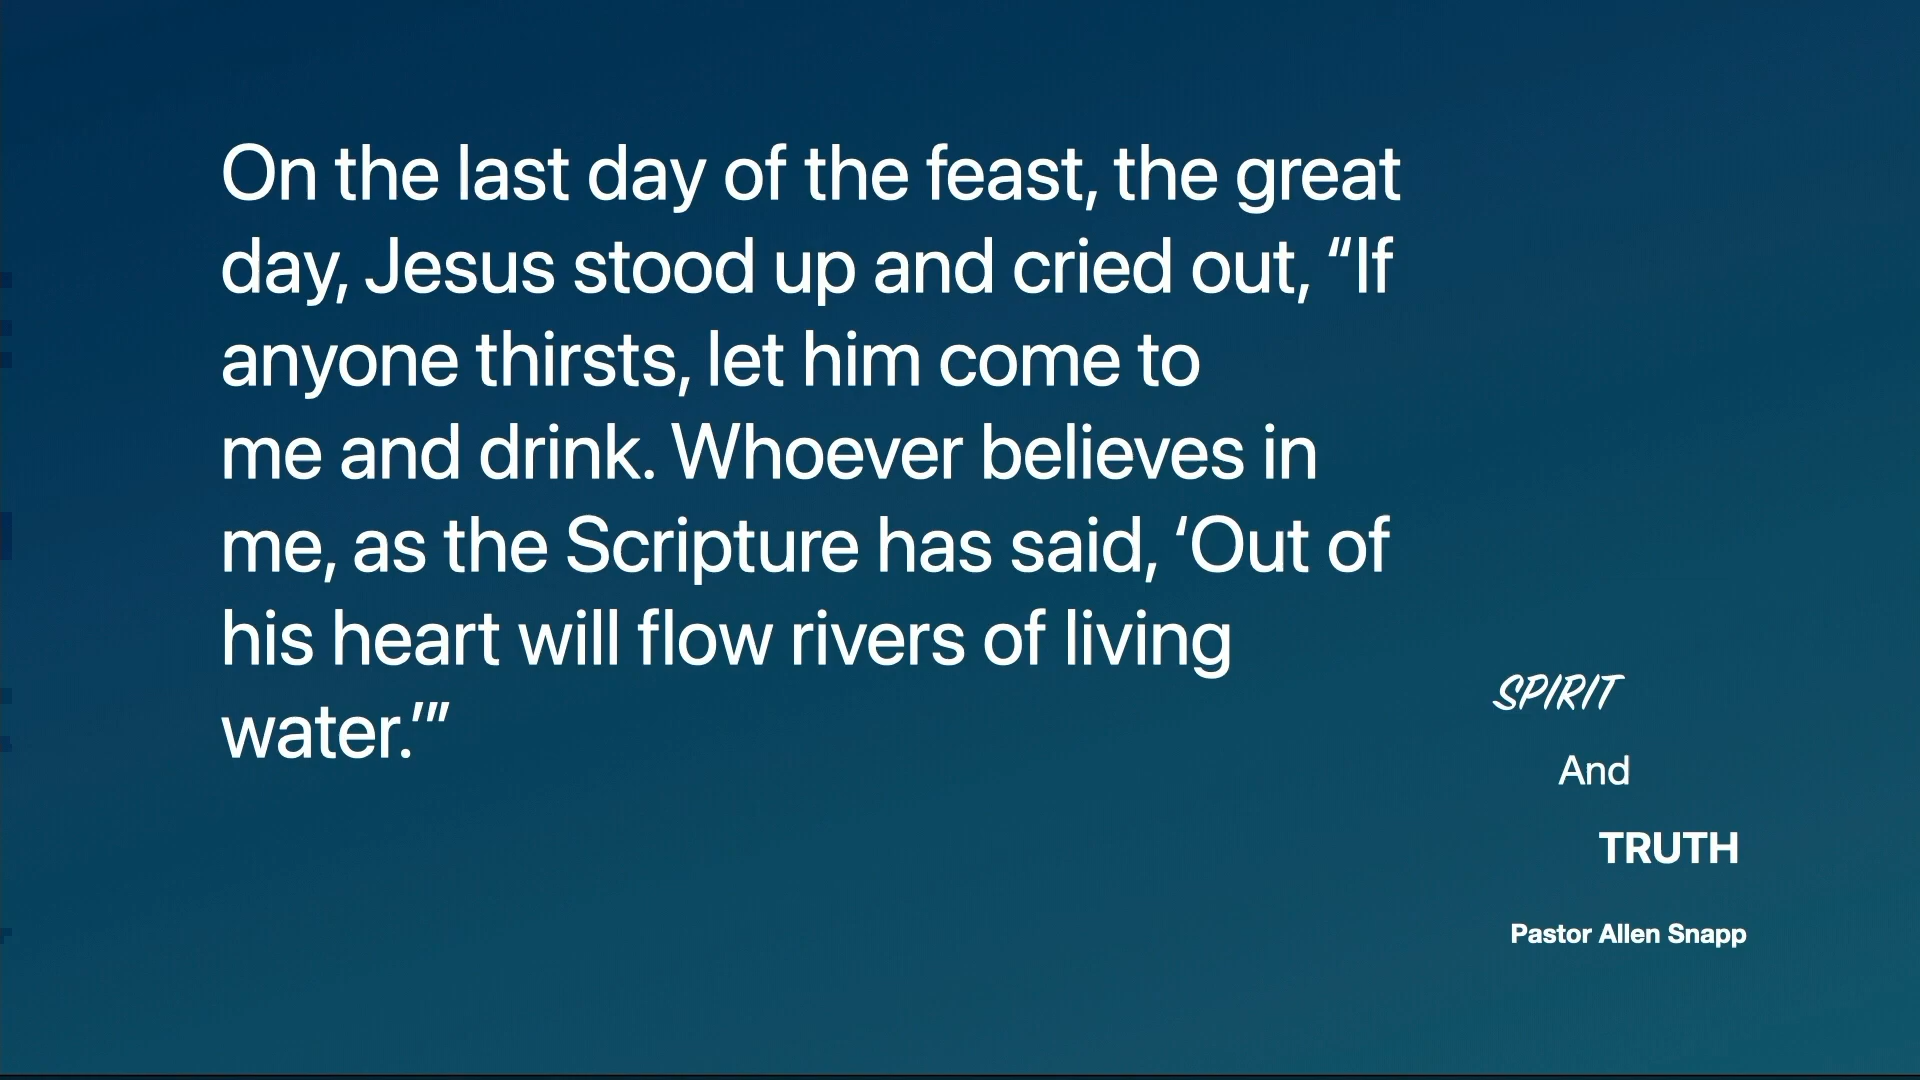 On the last day of the feast, the great
day, Jesus stood up and cried out, “If
anyone thirsts, let him come to
me and drink. Whoever believes in
me, as the Scripture has said, ‘Out of
his heart will flow rivers of living
water.’”
SPIRIT
And
TRUTH
Pastor Allen Snapp